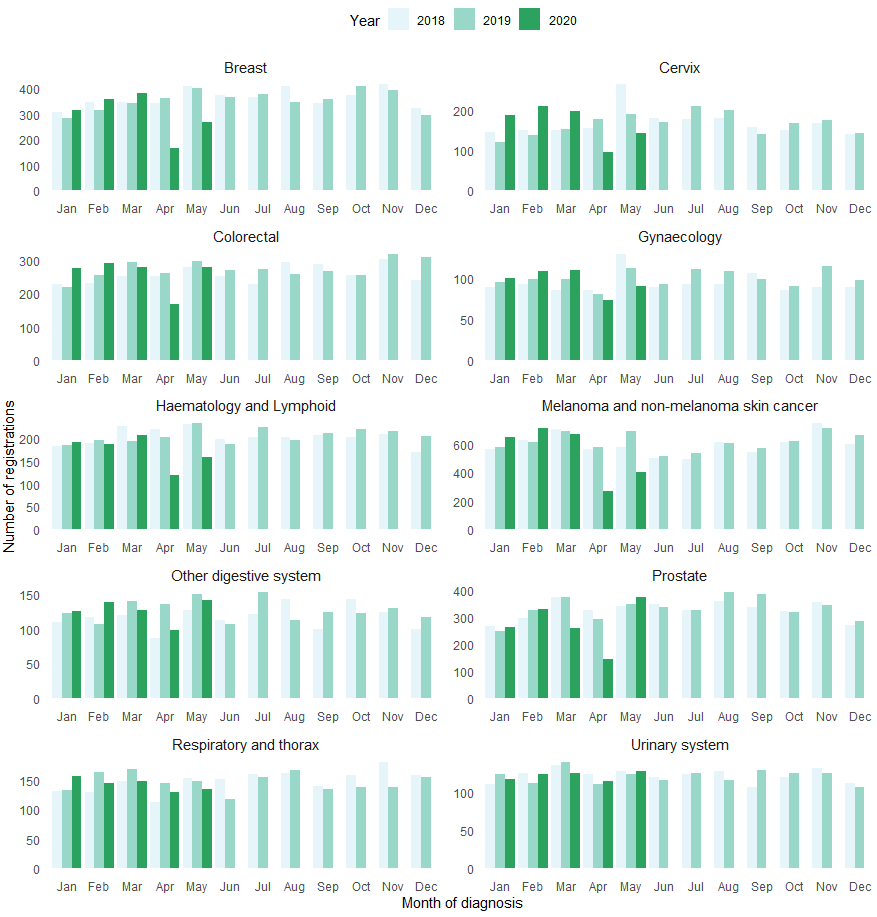 Year 2018 2019 2020
Breast
400
300
200
100
0
Jan Feb Mar Apr May Jun Jul Aug Sep Oct Nov Dec
Cervix
200
100
0
Jan Feb Mar Apr May Jun Jul Aug Sep Oct Nov Dec
Colorectal
300
200
100
0
Jan Feb Mar Apr May Jun Jul Aug Sep Oct Nov Dec
Gynaecology
100
50
0
Jan Feb Mar Apr May Jun Jul Aug Sep Oct Nov Dec
Number of registrations
Haematology and Lymphoid
200
150
100
50
0
Jan Feb Mar Apr May Jun Jul Aug Sep Oct Nov Dec
Melanoma and non-melanoma skin cancer
600
400
200
0
Jan Feb Mar Apr May Jun Jul Aug Sep Oct Nov Dec
Other digestive system
150
100
50
0
Jan Feb Mar Apr May Jun Jul Aug Sep Oct Nov Dec
Prostate
400
300
200
100
0
Jan Feb Mar Apr May Jun Jul Aug Sep Oct Nov Dec
Respiratory and thorax
150
100
50
0
Jan Feb Mar Apr May Jun Jul Aug Sep Oct Nov Dec
Urinary system
100
50
0
Jan Feb Mar Apr May Jun Jul Aug Sep Oct Nov Dec
Month of diagnosis